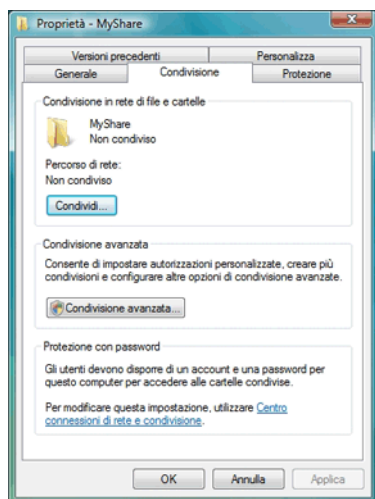 Proprietà - MyShare
Versioni precedenti
Personalizza
Generale
Condivisione
Protezione
Condivisione in rete di file e cartelle
MyShare
Non condiviso
Percorso di rete:
Non condiviso
Condividi...
Condivisione avanzata
Consente di impostare autorizzazioni personalizzate, creare più
condivisioni e configurare altre opzioni di condivisione avanzate.
Condivisione avanzata...
Protezione con password
Gli utenti devono disporre di un account e una password per
questo computer per accedere alle cartelle condivise.
Per modificare questa impostazione, utilizzare Centro
connessioni di rete e condivisione.
OK
Annulla
Applica